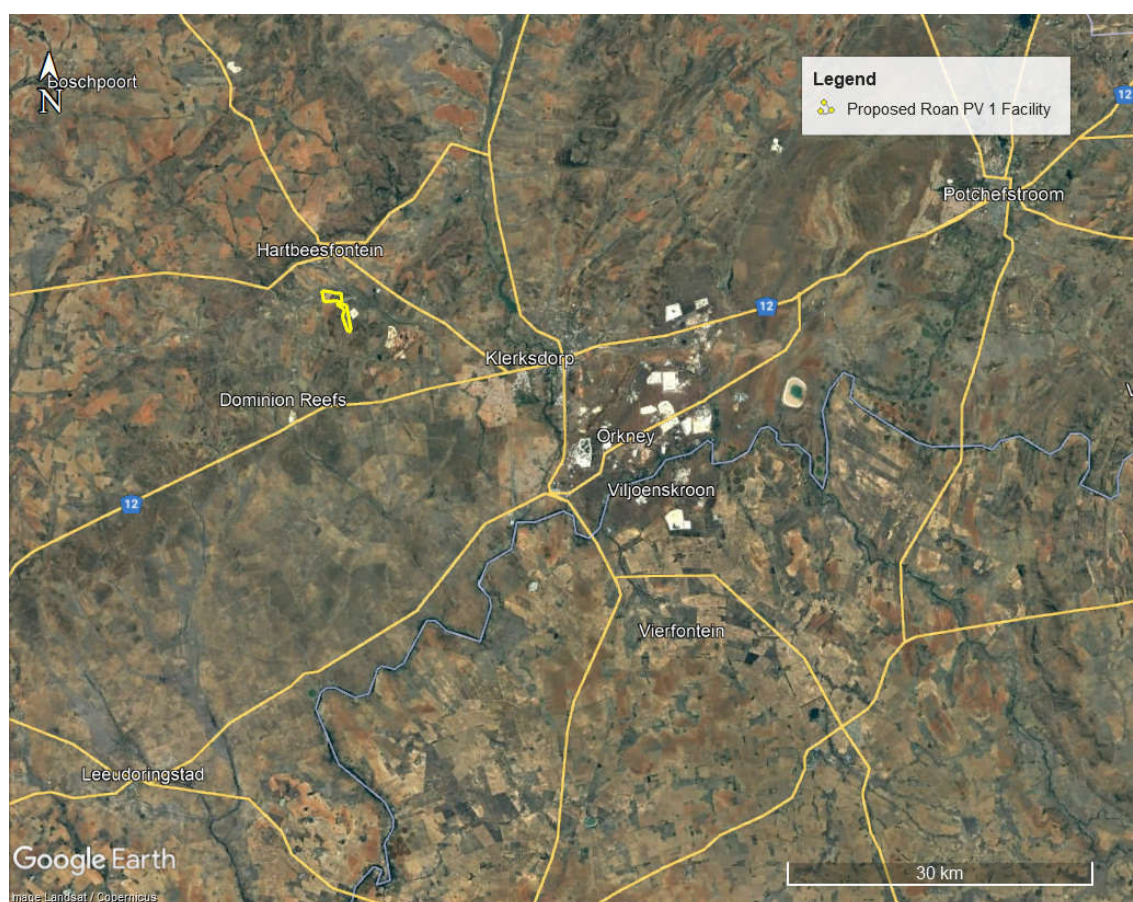 Boschpoort
N
Legend
Proposed Roan PV 1 Facility
12
Potchefstroom
Hartbeesfontein
12
Klerksdorp
Dominion Reefs
Orkney
Viljoenskroon
12
Vierfontein
Leeudoringstad
Google Earth
30 km
Image Landsat / Copernicus